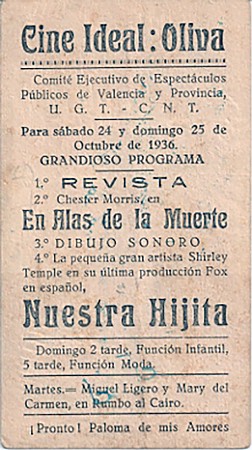 Cine Ideal: Oliva
Comité Ejecutivo de Espectáculos
Públicos de Valencia y Provincia,
U. G. T. - C. N. T.
Para sábado 24 y domingo 25 de
Octubre de 1936.
GRANDIOSO PROGRAMA
1.º REVISTA
2.º Chester Morris, en
En Alas de la Muerte
3.º DIBUJO SONORO.
4.º La pequeña gran artista Shirley
Temple en su última producción Fox
en español,
Nuestra Hijita
Domingo 2 tarde, Función Infantil,
5 tarde, Función Moda.
Martes.= Miguel Ligero y Mary del
Carmen, en Rumbo al Cairo.
¡Pronto! Paloma de mis Amores